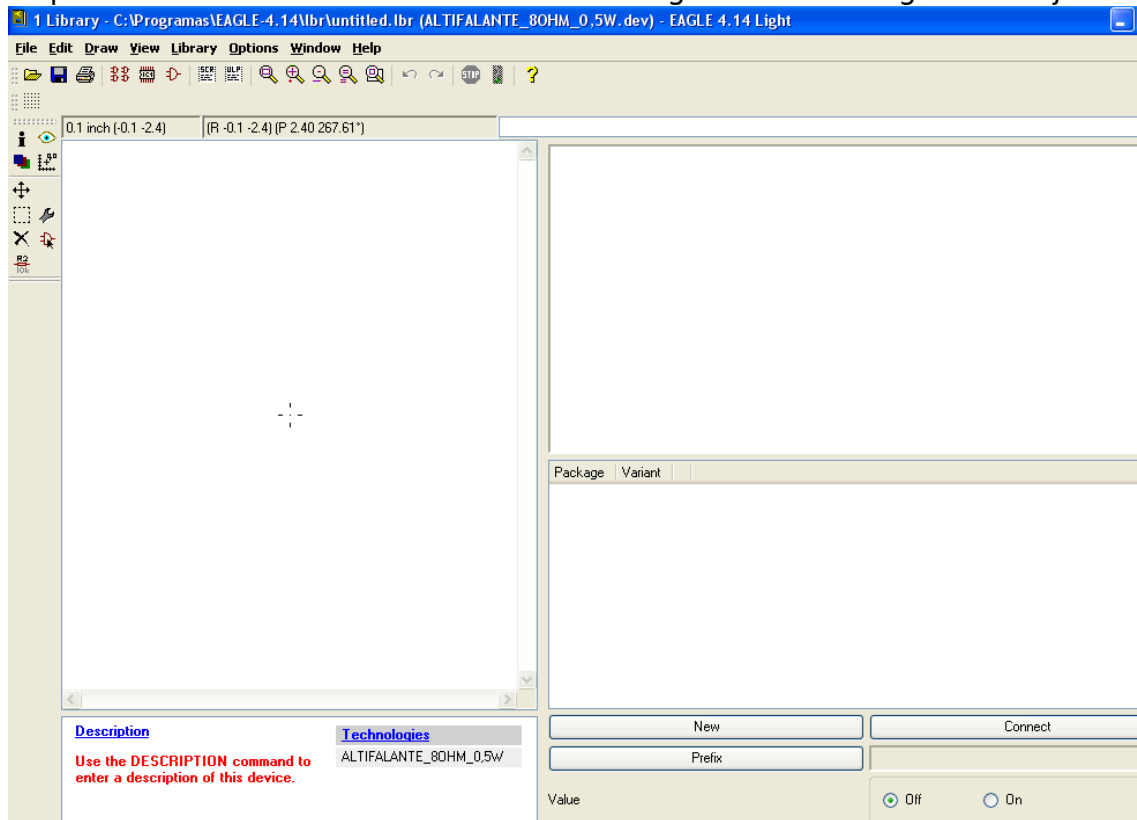 1 Library - C:\Programas\EAGLE-4.14\lbr\untitled.lbr (ALTIFALANTE_8OHM_0,5W.dev) - EAGLE 4.14 Light
File Edit Draw View Library Options Window Help
0.1 inch (-0.1 -2.4) (R -0.1 -2.4) (P 2.40 267.61°)
Package Variant
New Connect
Description Technologies
Use the DESCRIPTION command to ALTIFALANTE_8OHM_0,5W
enter a description of this device.
Prefix
Value Off On